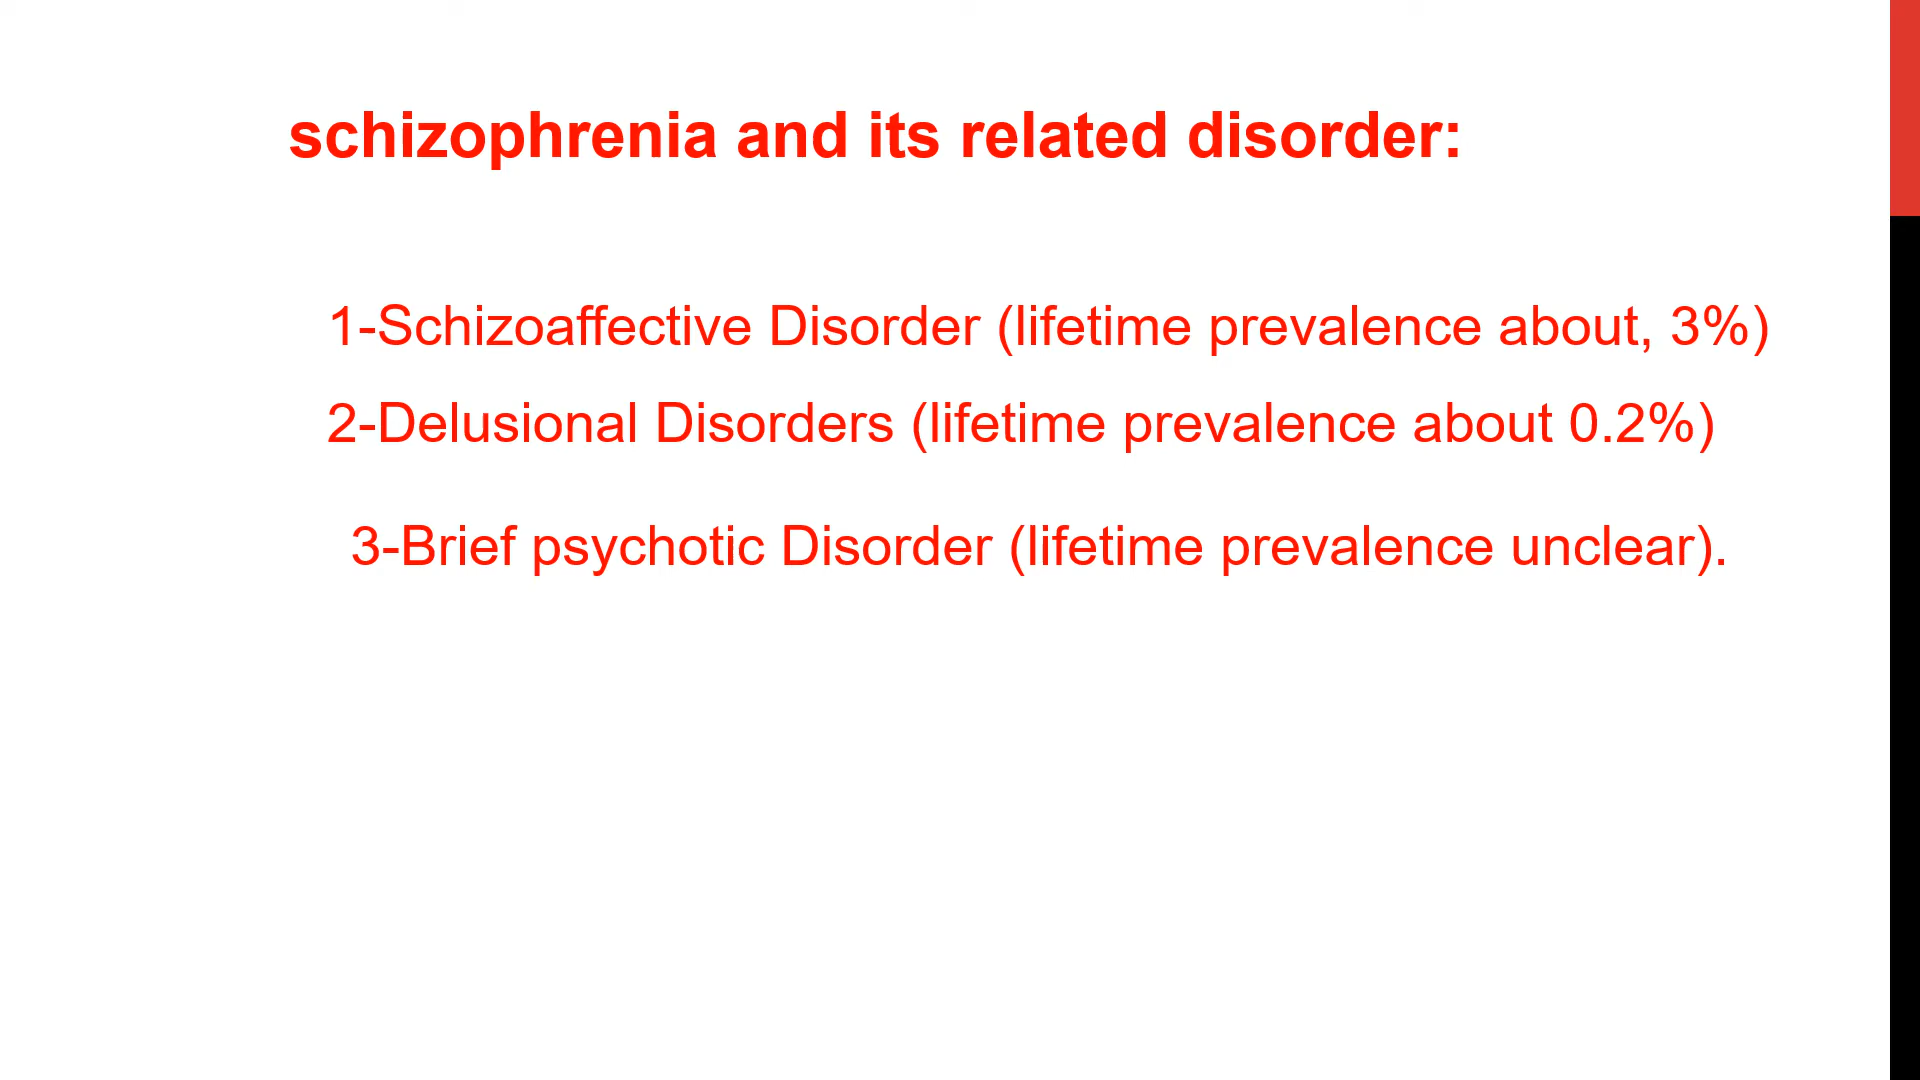 schizophrenia and its related disorder:
1-Schizoaffective Disorder (lifetime prevalence about, 3%)
2-Delusional Disorders (lifetime prevalence about 0.2%)
3-Brief psychotic Disorder (lifetime prevalence unclear).